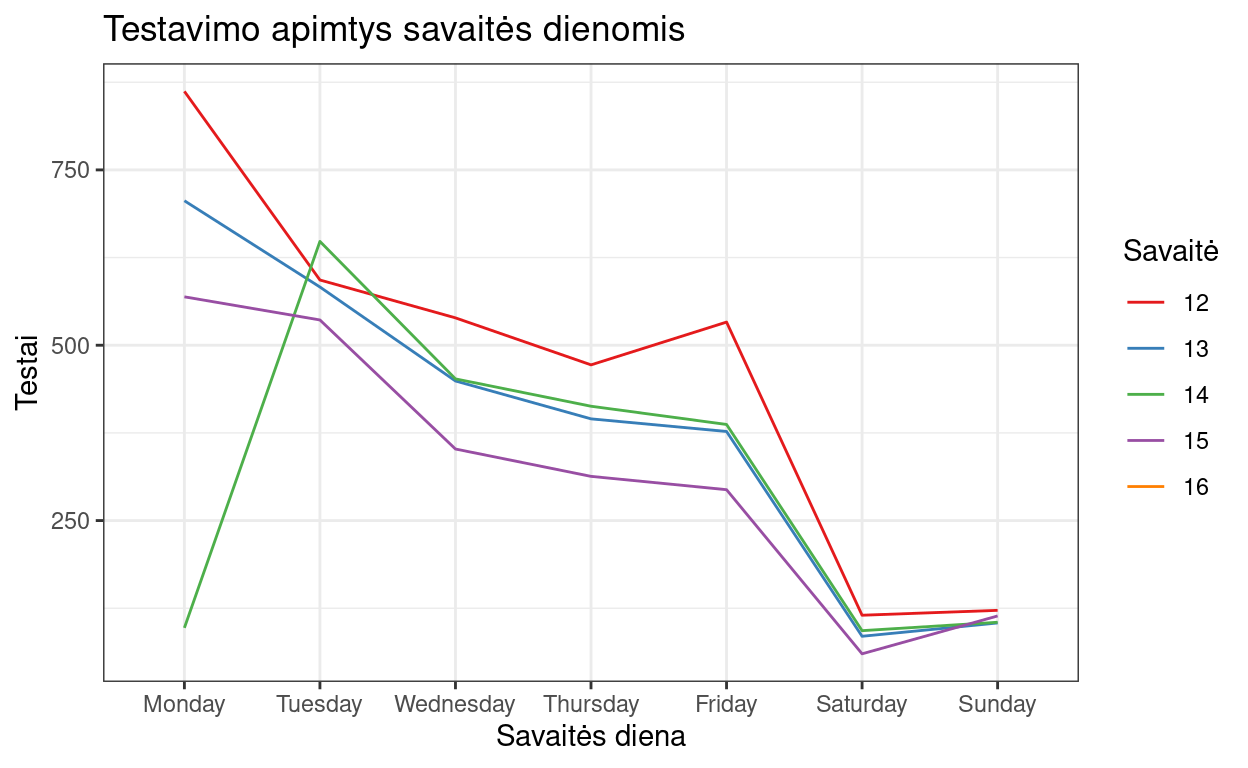 Testavimo apimtys savaitės dienomis
Testai
750
500
250
Monday Tuesday Wednesday Thursday Friday Saturday Sunday
Savaitės diena
Savaitė
12
13
14
15
16